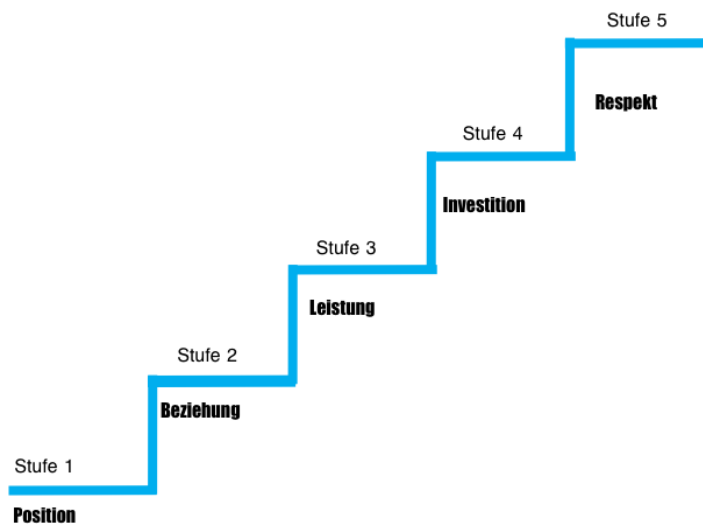 Stufe 5
Respekt
Stufe 4
Investition
Stufe 3
Leistung
Stufe 2
Beziehung
Stufe 1
Position